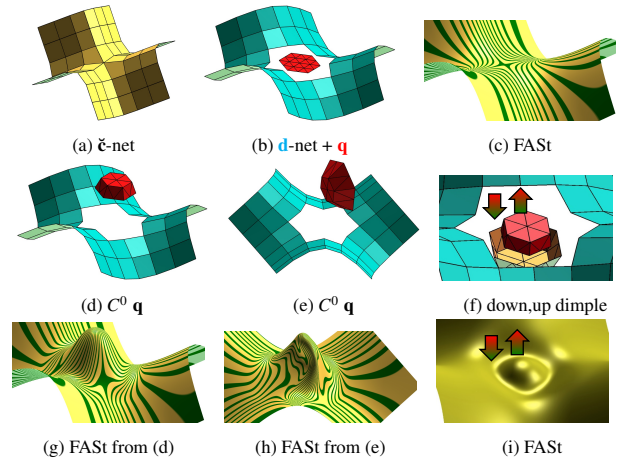 (a) č-net
(b) d-net + q
(c) FASt
(d) C⁰ q
(e) C⁰ q
(f) down,up dimple
(g) FASt from (d)
(h) FASt from (e)
(i) FASt